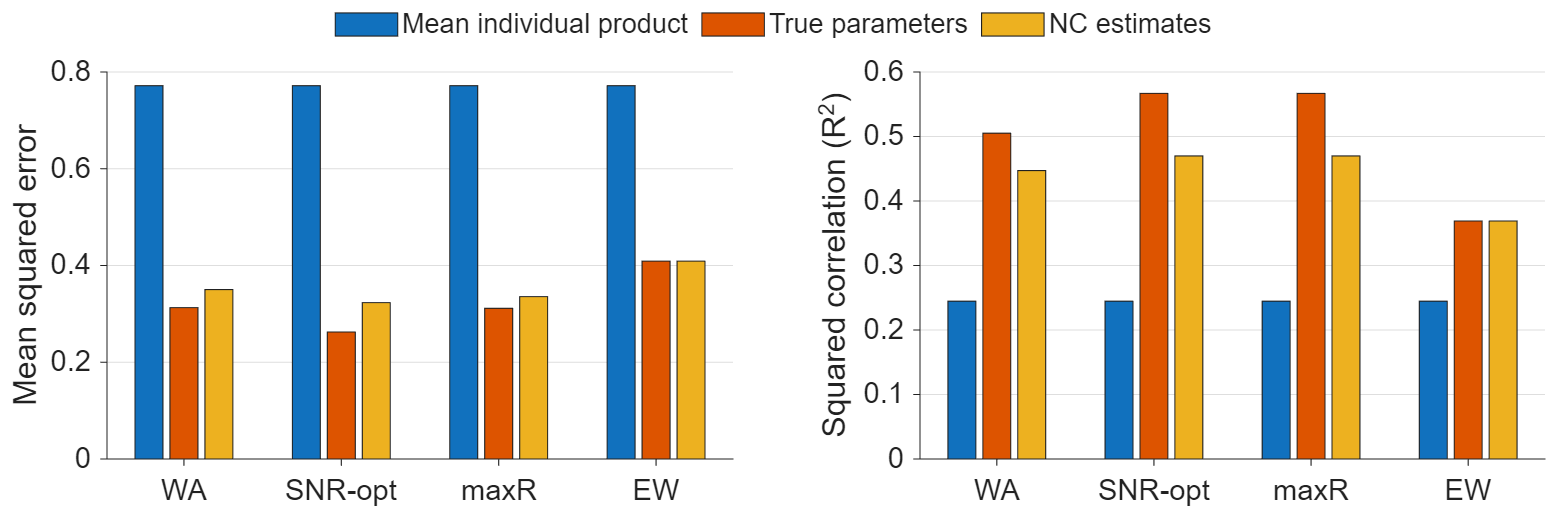 Mean individual product True parameters NC estimates
Mean squared error
0.8
0.6
0.4
0.2
0
WA SNR-opt maxR EW
Squared correlation (R²)
0.6
0.5
0.4
0.3
0.2
0.1
0
WA SNR-opt maxR EW